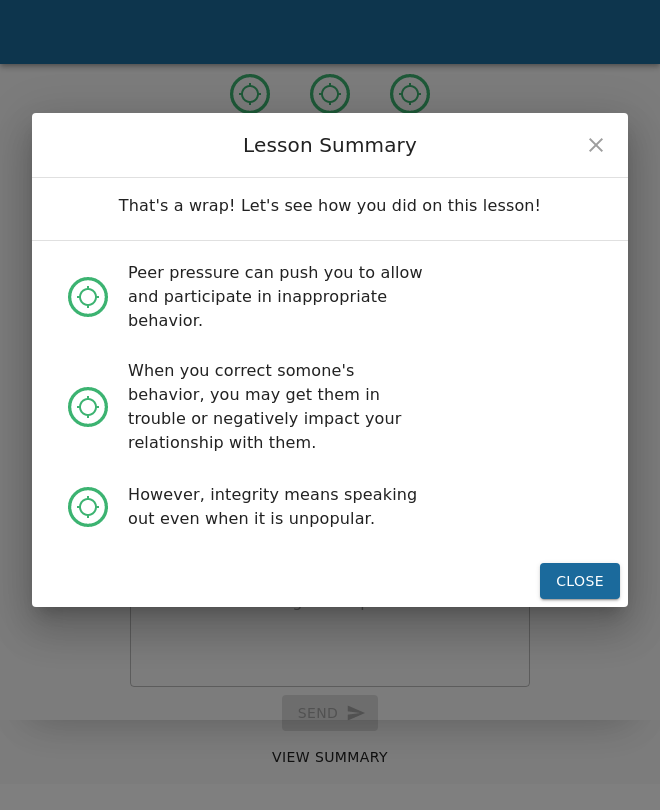 Lesson Summary
That's a wrap! Let's see how you did on this lesson!
Peer pressure can push you to allow
and participate in inappropriate
behavior.
When you correct somone's
behavior, you may get them in
trouble or negatively impact your
relationship with them.
However, integrity means speaking
out even when it is unpopular.
CLOSE
SEND
VIEW SUMMARY